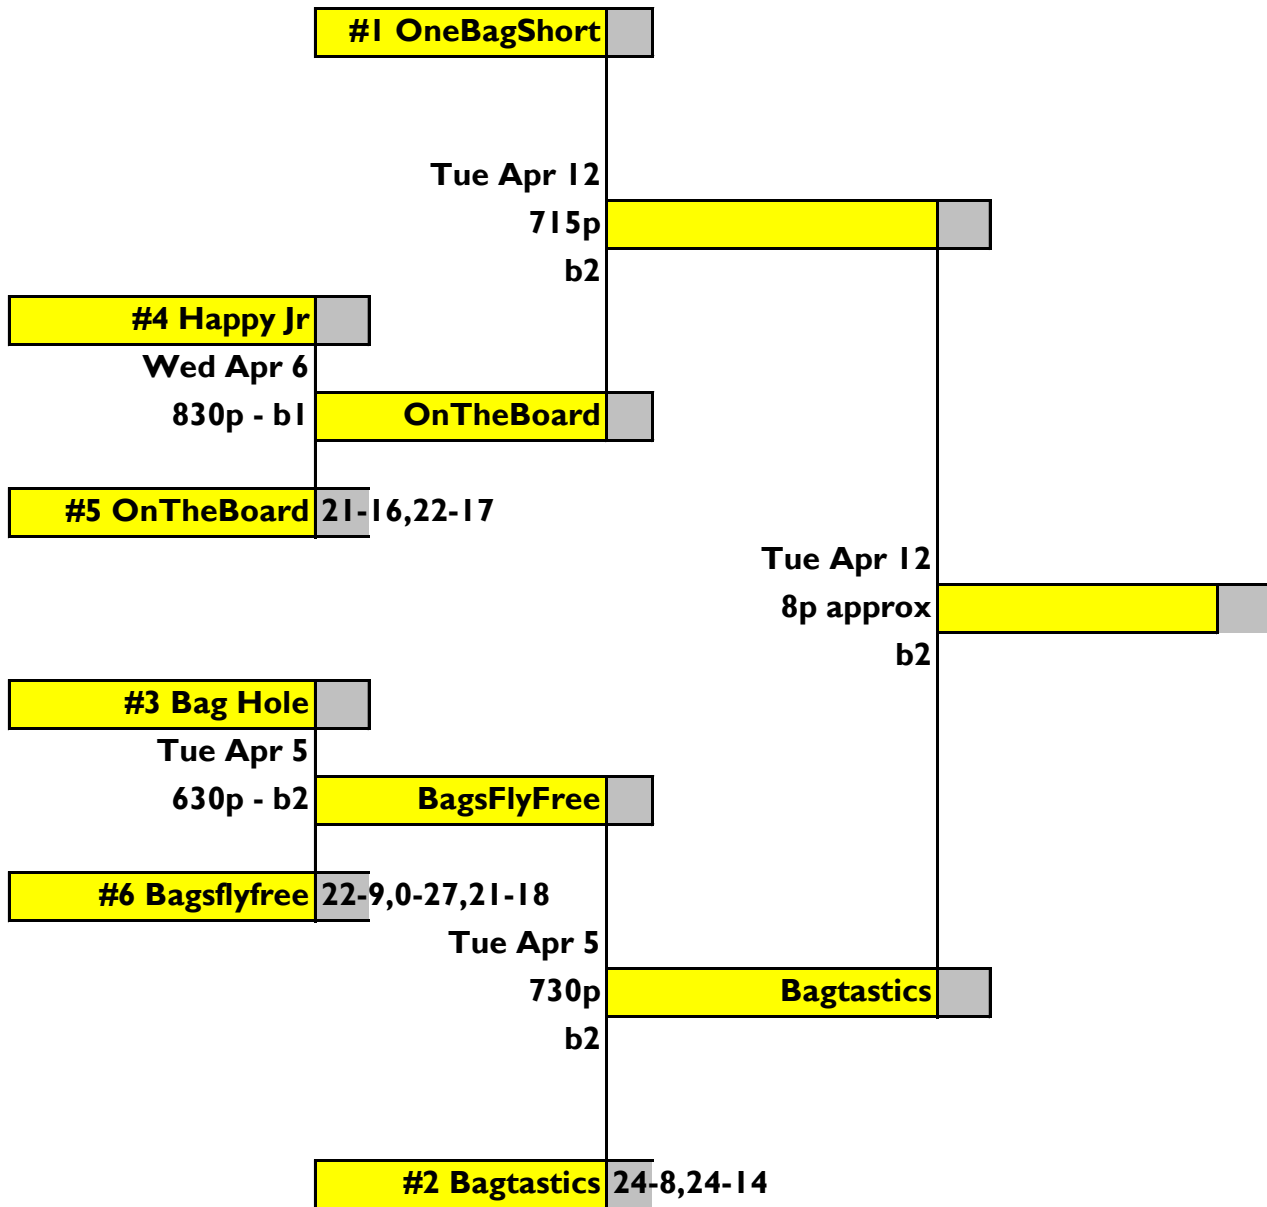 #1 OneBagShort
Tue Apr 12
715p
b2
#4 Happy Jr
Wed Apr 6
830p - b1
OnTheBoard
#5 OnTheBoard 21-16,22-17
Tue Apr 12
8p approx
b2
#3 Bag Hole
Tue Apr 5
630p - b2
BagsFlyFree
#6 Bagsflyfree 22-9,0-27,21-18
Tue Apr 5
730p
Bagtastics
b2
#2 Bagtastics 24-8,24-14